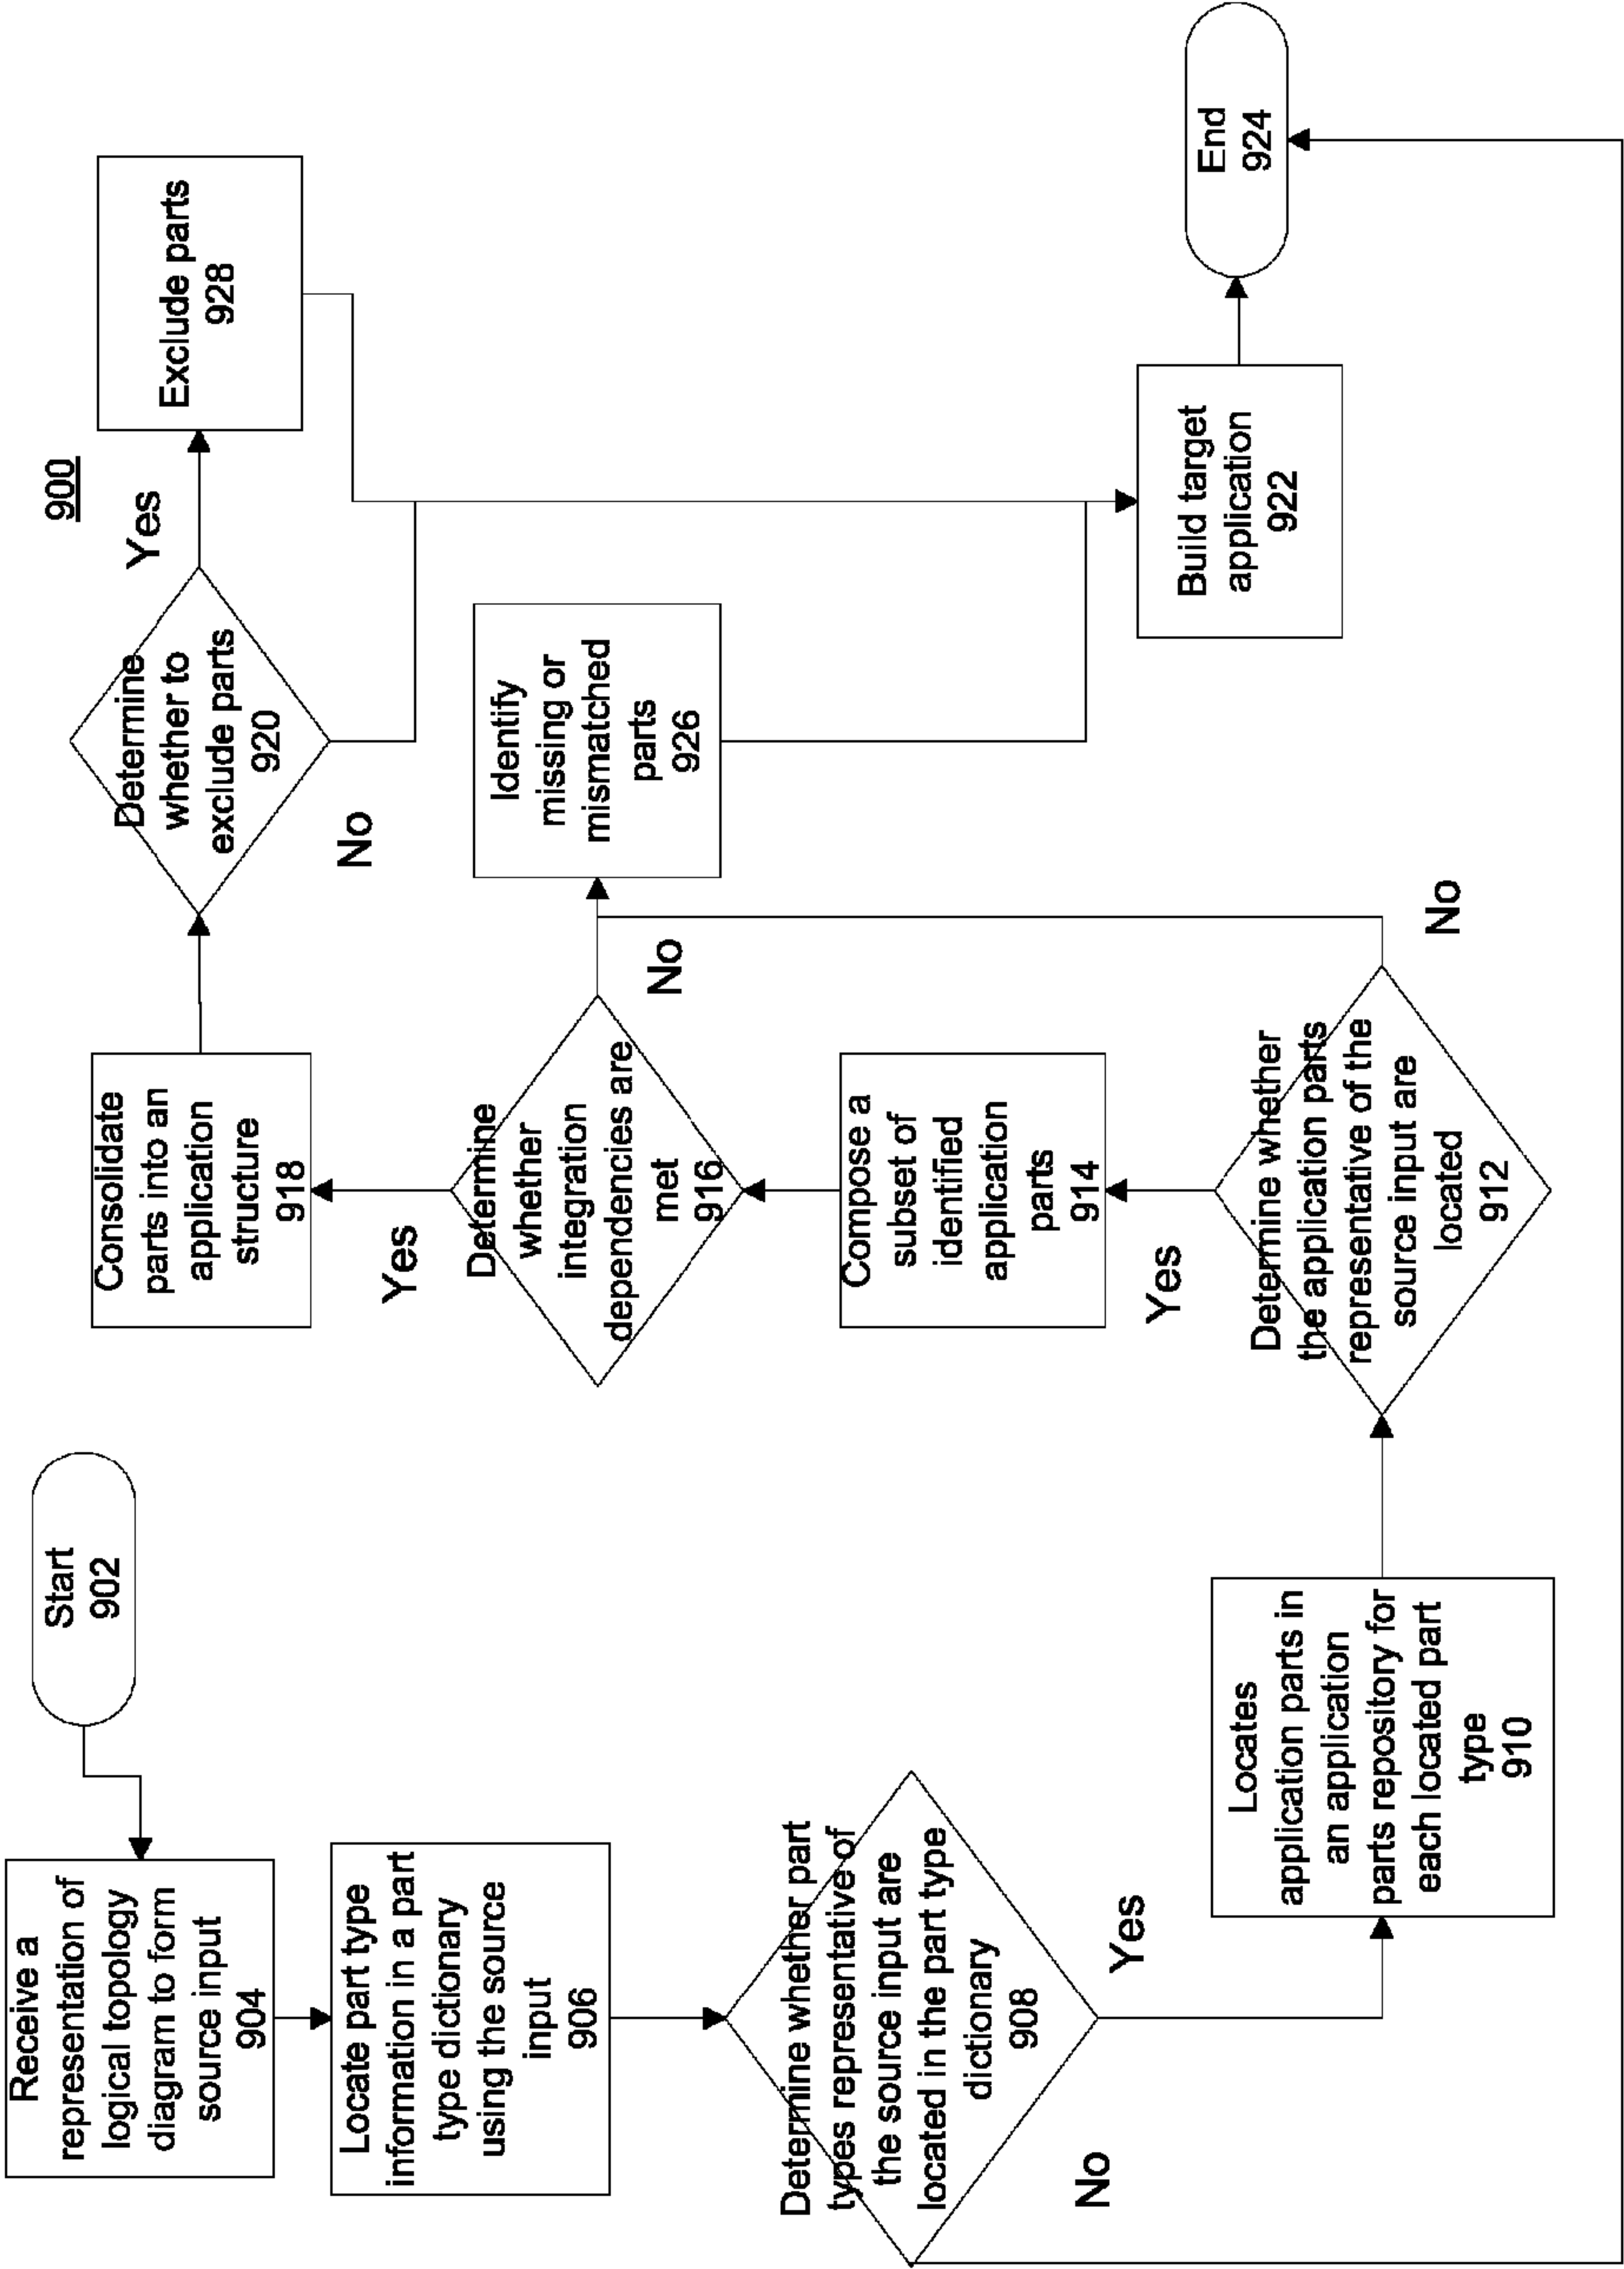 900
Start
902
Receive a
representation of
logical topology
diagram to form
source input
904
Locate part type
information in a part
type dictionary
using the source
input
906
Determine whether part
types representative of
the source input are
located in the part type
dictionary
908
No
Yes
Locates
application parts in
an application
parts repository for
each located part
type
910
Determine whether
the application parts
representative of the
source input are
located
912
Yes
No
Compose a
subset of
identified
application
parts
914
Determine
whether
integration
dependencies are
met
916
Yes
No
Consolidate
parts into an
application
structure
918
Determine
whether to
exclude parts
920
Yes
No
Identify
missing or
mismatched
parts
926
Exclude parts
928
Build target
application
922
End
924